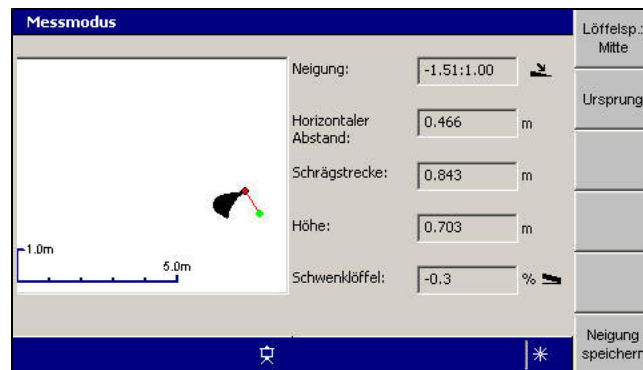 Messmodus
Löffelsp.:
Mitte
Ursprung
Neigung
speichern
Neigung: -1.51:1.00
Horizontaler
Abstand: 0.466 m
Schrägstrecke: 0.843 m
Höhe: 0.703 m
Schwenklöffel: -0.3 %
1.0m
5.0m